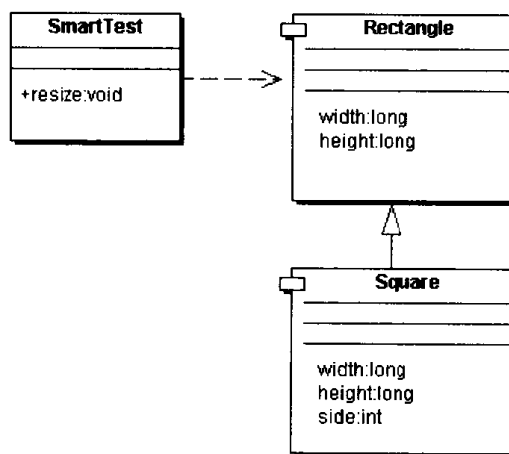 SmartTest
+resize:void
Rectangle
width:long
height:long
Square
width:long
height:long
side:int